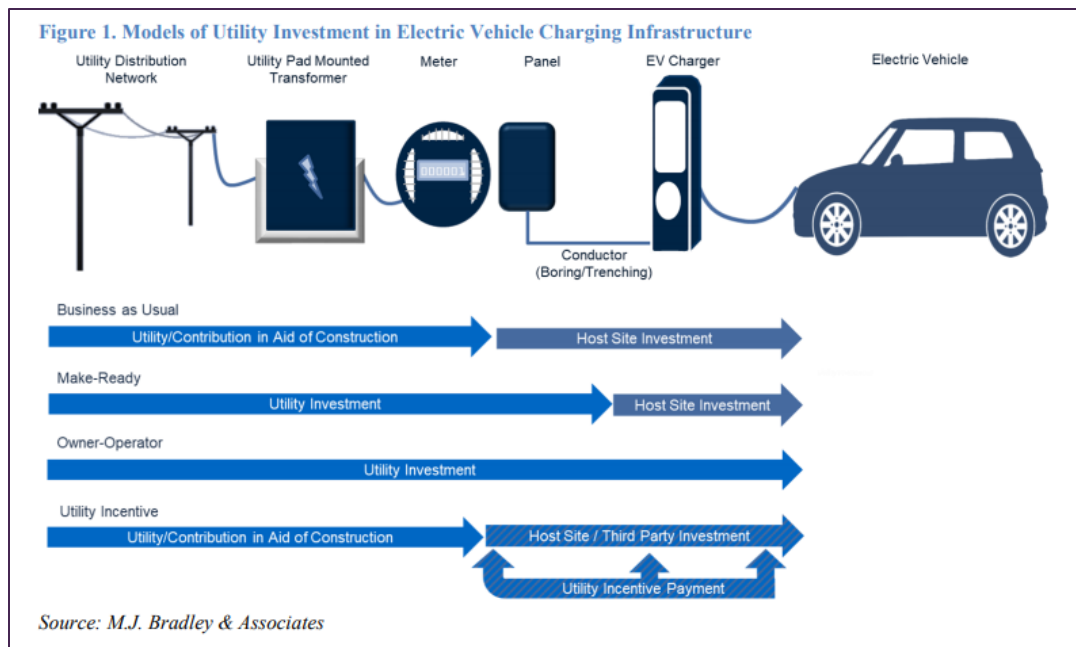 Figure 1. Models of Utility Investment in Electric Vehicle Charging Infrastructure
Utility Distribution
Network
Utility Pad Mounted
Transformer
Meter
Panel
EV Charger
Electric Vehicle
000001
Conductor
(Boring/Trenching)
Business as Usual
Utility/Contribution in Aid of Construction
Host Site Investment
Make-Ready
Utility Investment
Host Site Investment
Owner-Operator
Utility Investment
Utility Incentive
Utility/Contribution in Aid of Construction
Host Site / Third Party Investment
Utility Incentive Payment
Source: M.J. Bradley & Associates